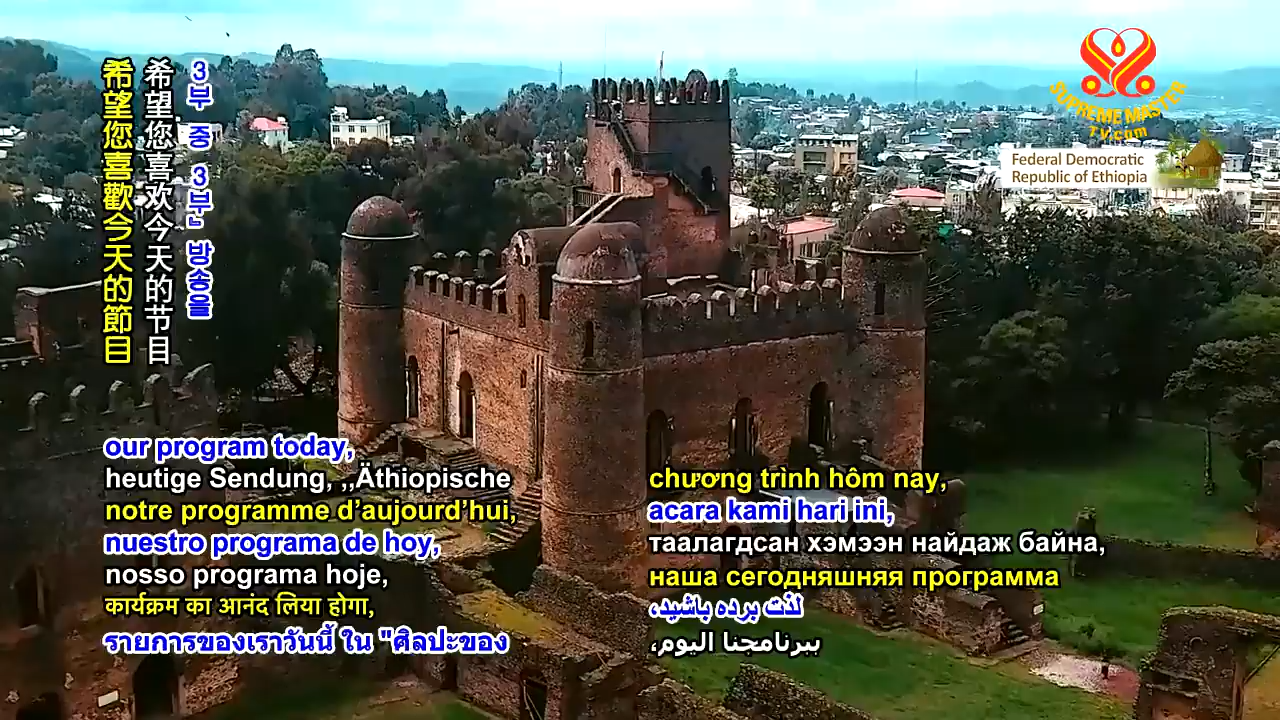 希望您喜歡今天的節目
希望您喜欢今天的节目
3부 중 3부』 방송을
SUPREME MASTER
TV.com
Federal Democratic
Republic of Ethiopia
our program today,
heutige Sendung, ,,Äthiopische
notre programme d’aujourd’hui,
nuestro programa de hoy,
nosso programa hoje,
कार्यक्रम का आनंद लिया होगा,
รายการของเราวันนี้ ใน "ศิลปะของ
chương trình hôm nay,
acara kami hari ini,
таалагдсан хэмээн найдаж байна,
наша сегодняшняя программа
لذت برده باشید،
ببرنامجنا اليوم،